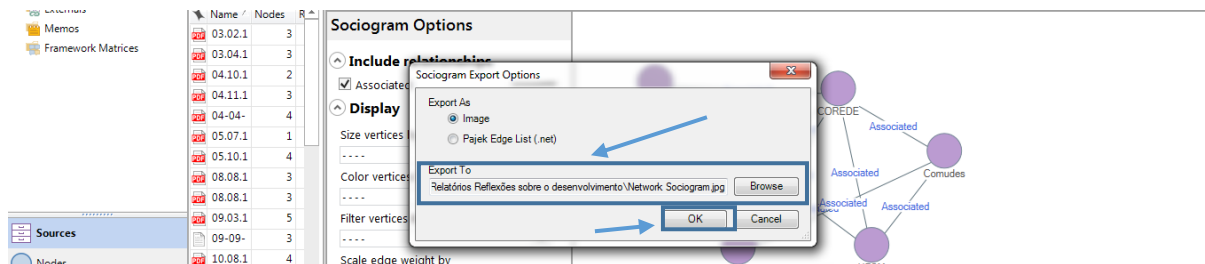 Externals
Memos
Framework Matrices
Sources
Nodes
Name Nodes
03.02.1 3
03.04.1 3
04.10.1 2
04.11.1 3
04-04- 4
05.07.1 1
05.10.1 4
08.08.1 3
08.08.1 3
09.03.1 5
09-09- 3
10.08.1 4
Sociogram Options
Include relationships
Associated
Display
Size vertices
----
Color vertices
----
Filter vertices
----
Scale edge weight by
Sociogram Export Options
Export As
Image
Pajek Edge List (.net)
Export To
Relatórios Reflexões sobre o desenvolvimento\Network Sociogram.jpg Browse
OK Cancel
COREDE
Associated
Associated
Comudes
Associated
Associated